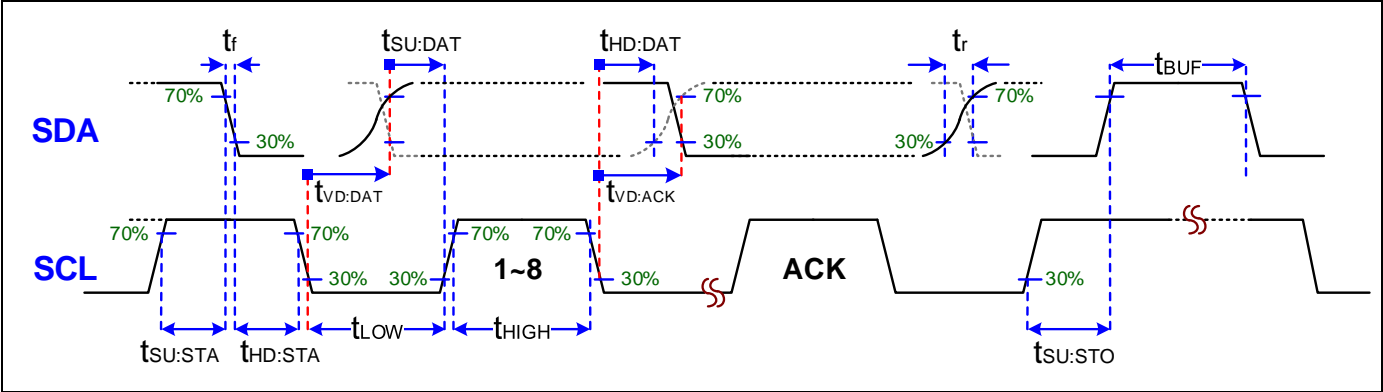 tf
tSU:DAT
tHD:DAT
tr
tBUF
70%
70%
70%
SDA
30%
30%
30%
tVD:DAT
tVD:ACK
70%
70%
70%
70%
SCL
1~8
ACK
30%
30%
30%
30%
tLOW
tHIGH
tSU:STA
tHD:STA
tSU:STO